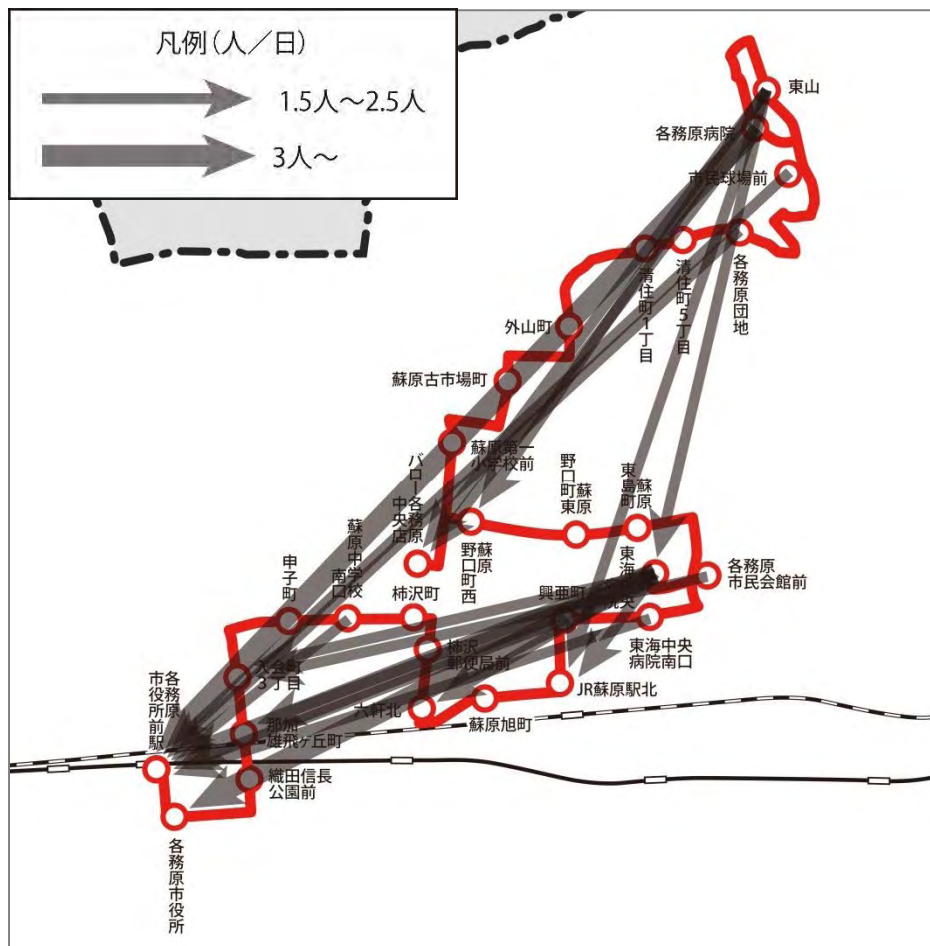 凡例(人/日)
1.5人~2.5人
3人~
東山
各務原病院
市民球場前
各務原団地
清住町5丁目
清住町1丁目
外山町
蘇原古市場町
蘇原第一
小学校前
バロー各務原
中央店
蘇原
野口町西
蘇原
野口町東
蘇原
東島町
各務原
市民会館前
東海
興亜町
東海中央
病院南口
JR蘇原駅北
蘇原旭町
六軒北
柿沢
郵便局前
柿沢町
蘇原中学校
南口
申子町
入会町
3丁目
那加
雄飛ヶ丘町
織田信長
公園前
各務原
市役所前駅
各務原市役所